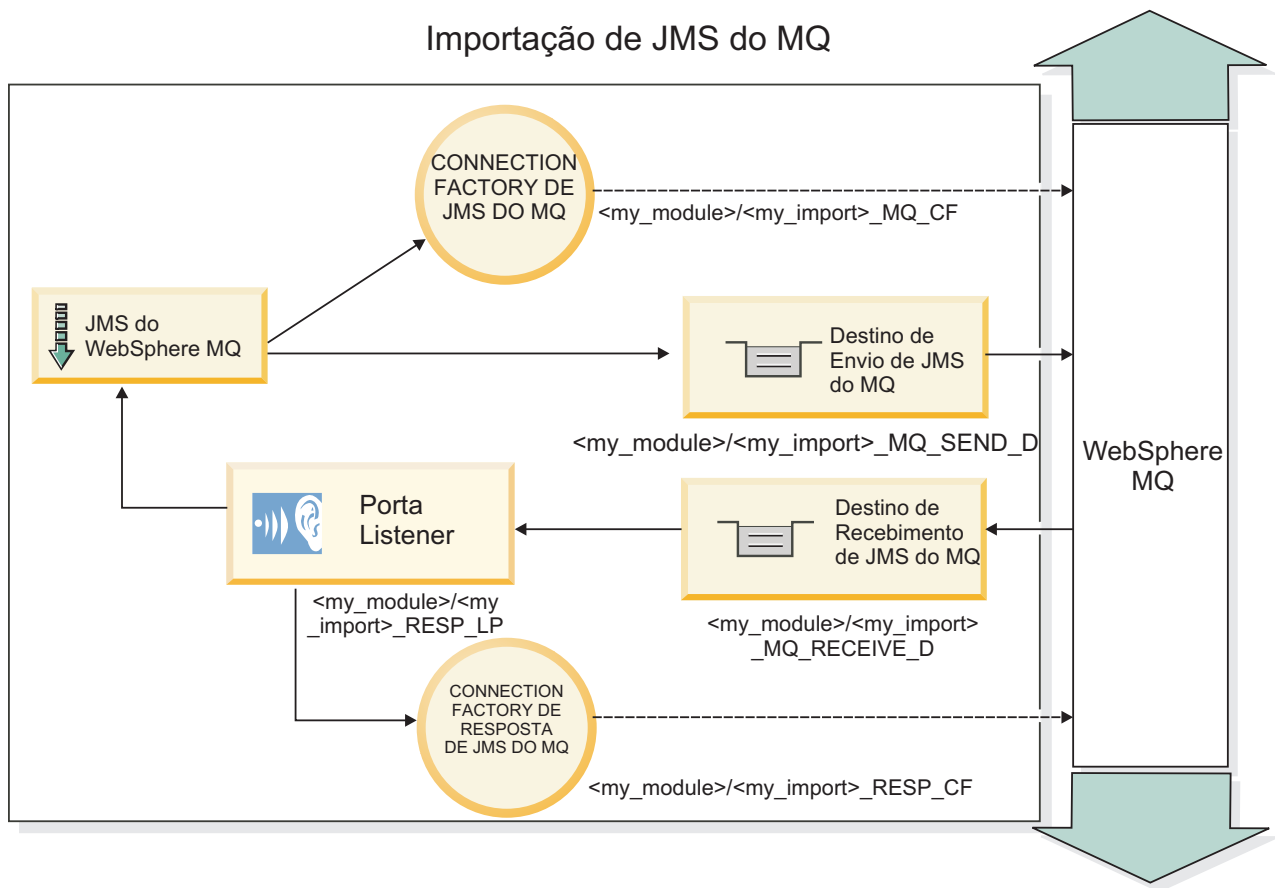 Importação de JMS do MQ
CONNECTION
FACTORY DE
JMS DO MQ
<my_module>/<my_import>_MQ_CF
JMS do
WebSphere MQ
Destino de
Envio de JMS
do MQ
<my_module>/<my_import>_MQ_SEND_D
WebSphere
MQ
Porta
Listener
Destino de
Recebimento
de JMS do MQ
<my_module>/<my
_import>_RESP_LP
<my_module>/<my_import>
_MQ_RECEIVE_D
CONNECTION
FACTORY DE
RESPOSTA
DE JMS DO MQ
<my_module>/<my_import>_RESP_CF